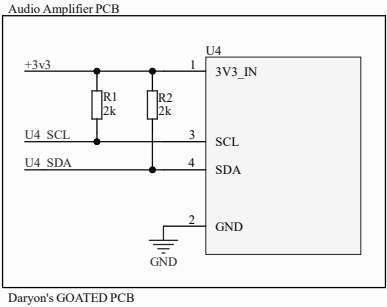 Audio Amplifier PCB
U4
+3v3
1
3V3_IN
R1
2k
R2
2k
U4_SCL
3
SCL
U4_SDA
4
SDA
2
GND
GND
Daryon's GOATED PCB